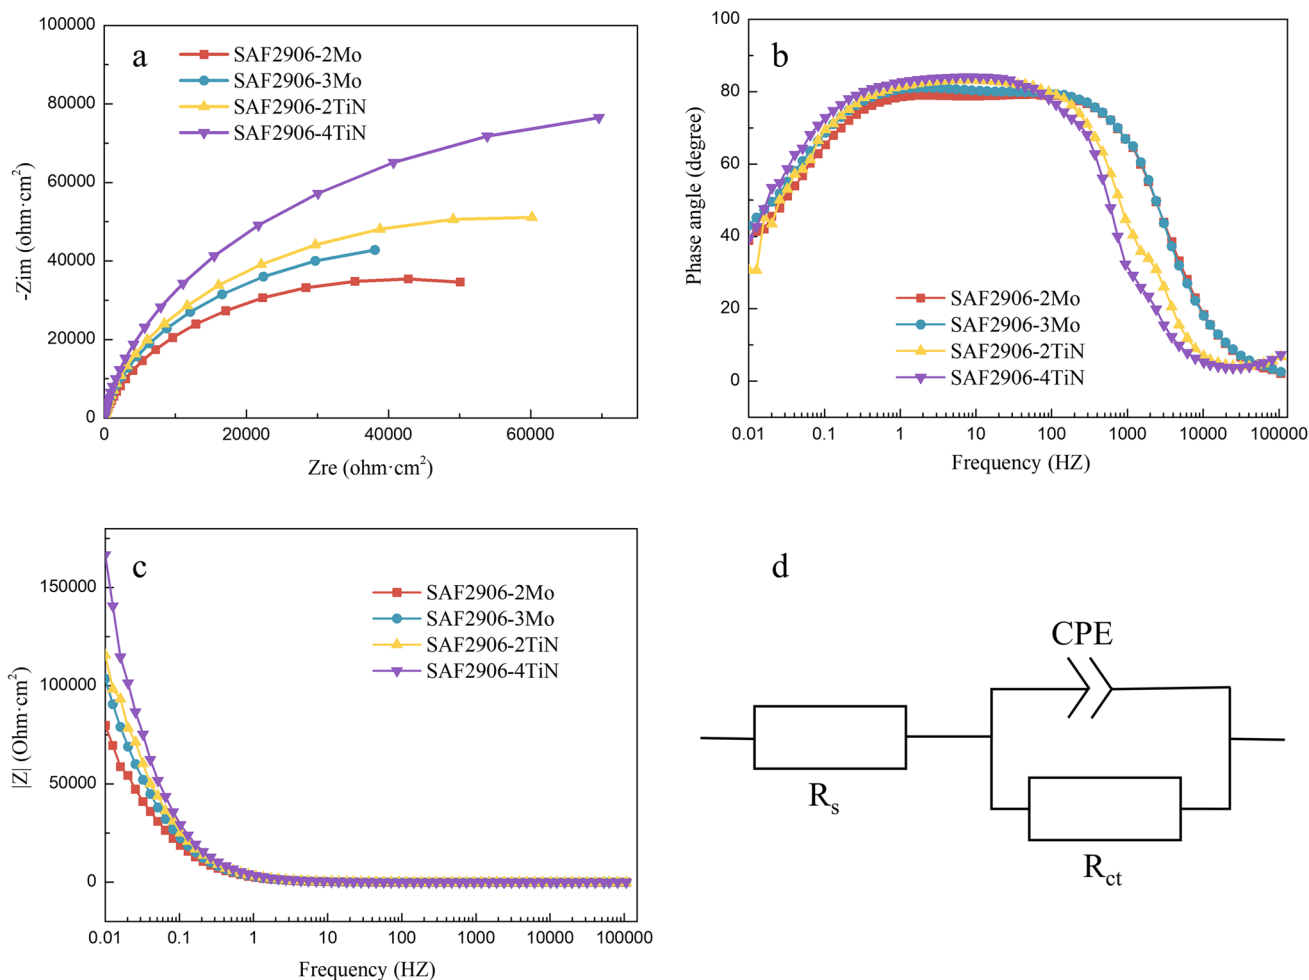 a
SAF2906-2Mo
SAF2906-3Mo
SAF2906-2TiN
SAF2906-4TiN
100000
80000
60000
40000
20000
0
-Zim (ohm·cm²)
0 20000 40000 60000
Zre (ohm·cm²)
b
100
80
60
40
20
0
Phase angle (degree)
SAF2906-2Mo
SAF2906-3Mo
SAF2906-2TiN
SAF2906-4TiN
0.01 0.1 1 10 100 1000 10000 100000
Frequency (HZ)
c
SAF2906-2Mo
SAF2906-3Mo
SAF2906-2TiN
SAF2906-4TiN
150000
100000
50000
0
|Z| (Ohm·cm²)
0.01 0.1 1 10 100 1000 10000 100000
Frequency (HZ)
d
CPE
Rs
Rct